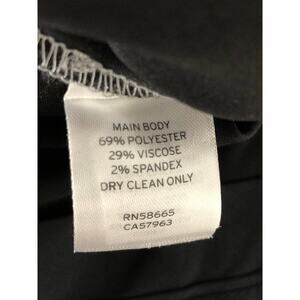 MAIN BODY
69% POLYESTER
29% VISCOSE
2% SPANDEX
DRY CLEAN ONLY
RN58665
CA57963